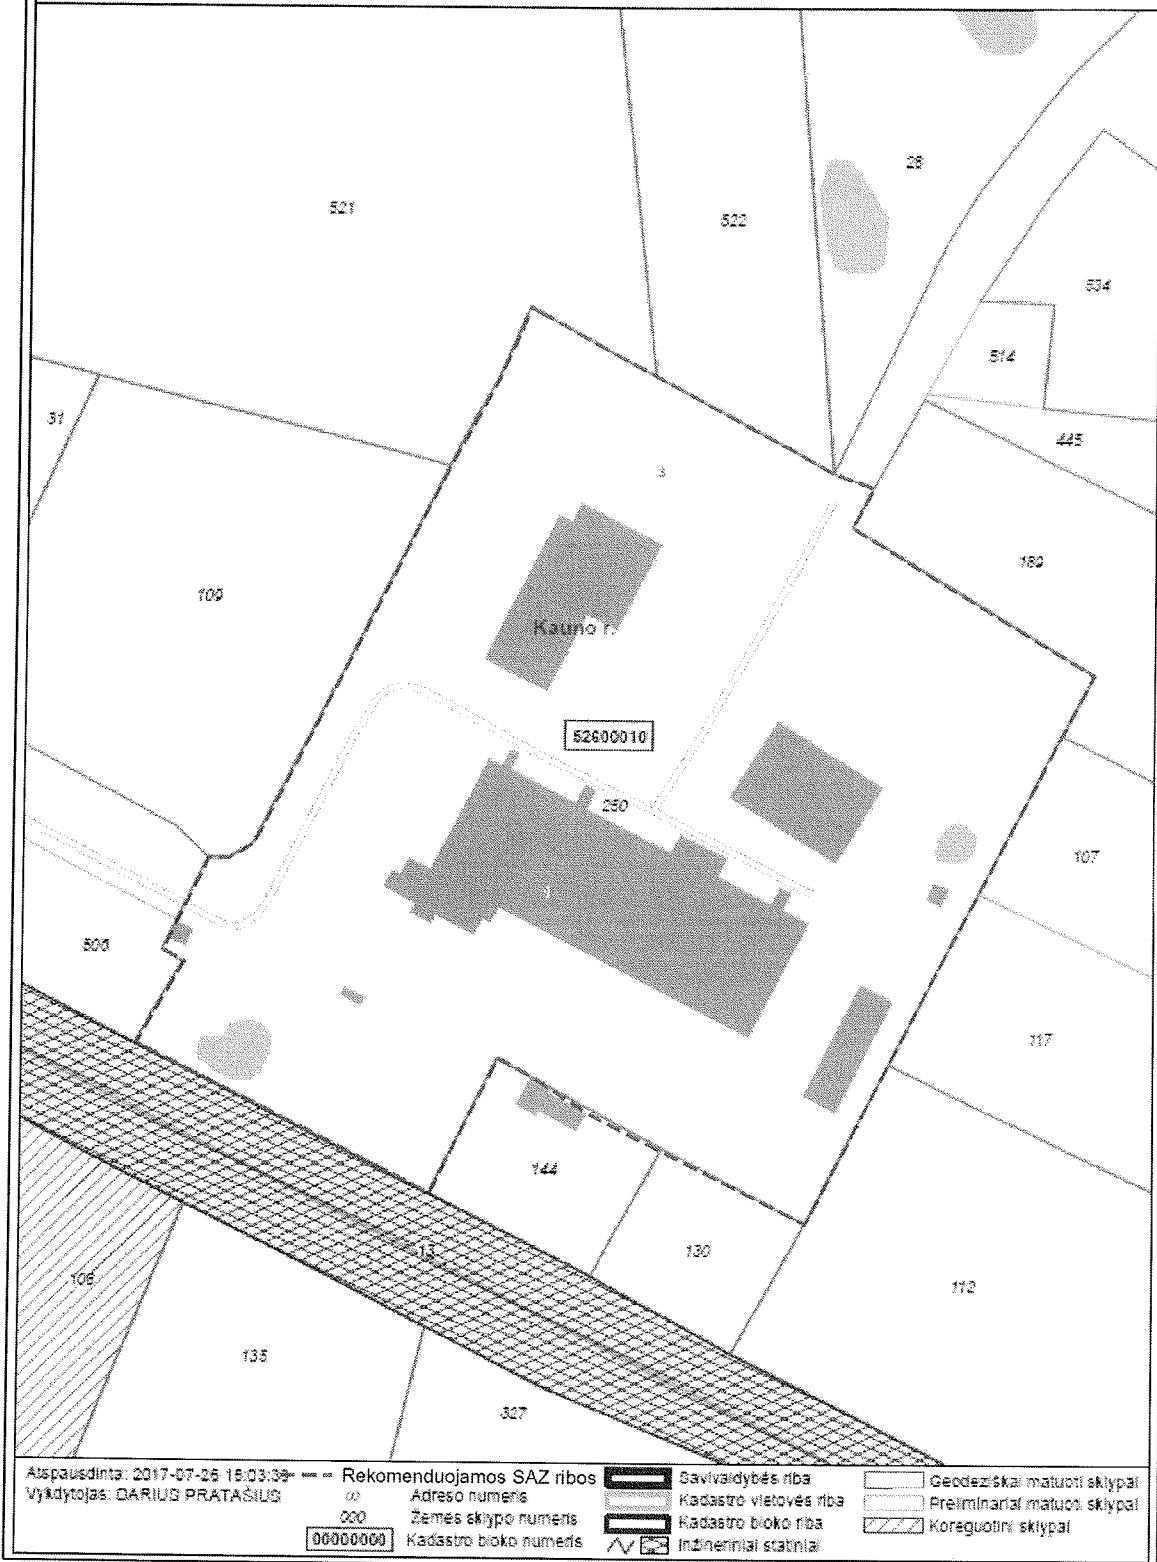 28
521
522
534
514
31
445
3
189
109
Kauno r.
52600010
250
107
1
500
117
144
130
13
106
112
135
327
Atspausdinta: 2017-07-26 15:03:38
Vykdytojas: DARIUS PRATAŠIUS
Rekomenduojamos SAZ ribos
Adreso numeris
000 Žemės sklypo numeris
00000000 Kadastro bloko numeris
Savivaldybės riba
Kadastro vietovės riba
Kadastro bloko riba
Inžineriniai statiniai
Geodeziškai matuoti sklypai
Preliminariai matuoti sklypai
Koreguotini sklypai